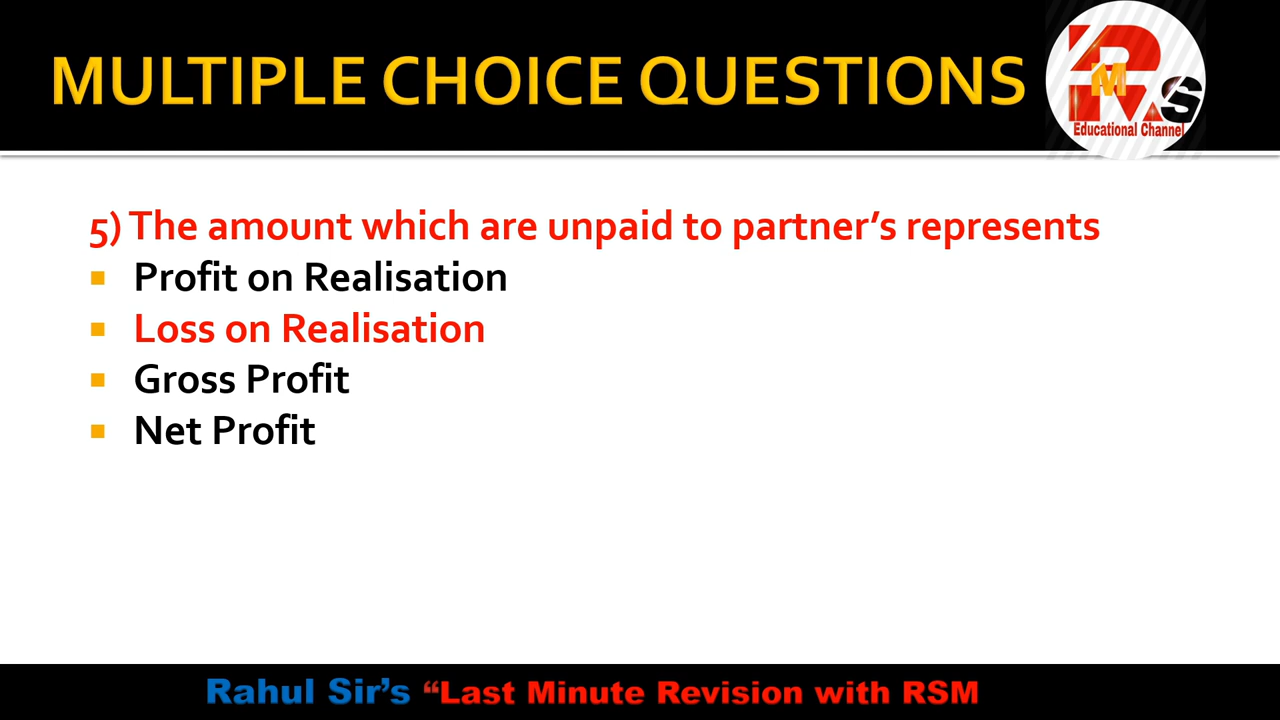 MULTIPLE CHOICE QUESTIONS
RMS
Educational Channel
5) The amount which are unpaid to partner’s represents
Profit on Realisation
Loss on Realisation
Gross Profit
Net Profit
Rahul Sir’s “Last Minute Revision with RSM